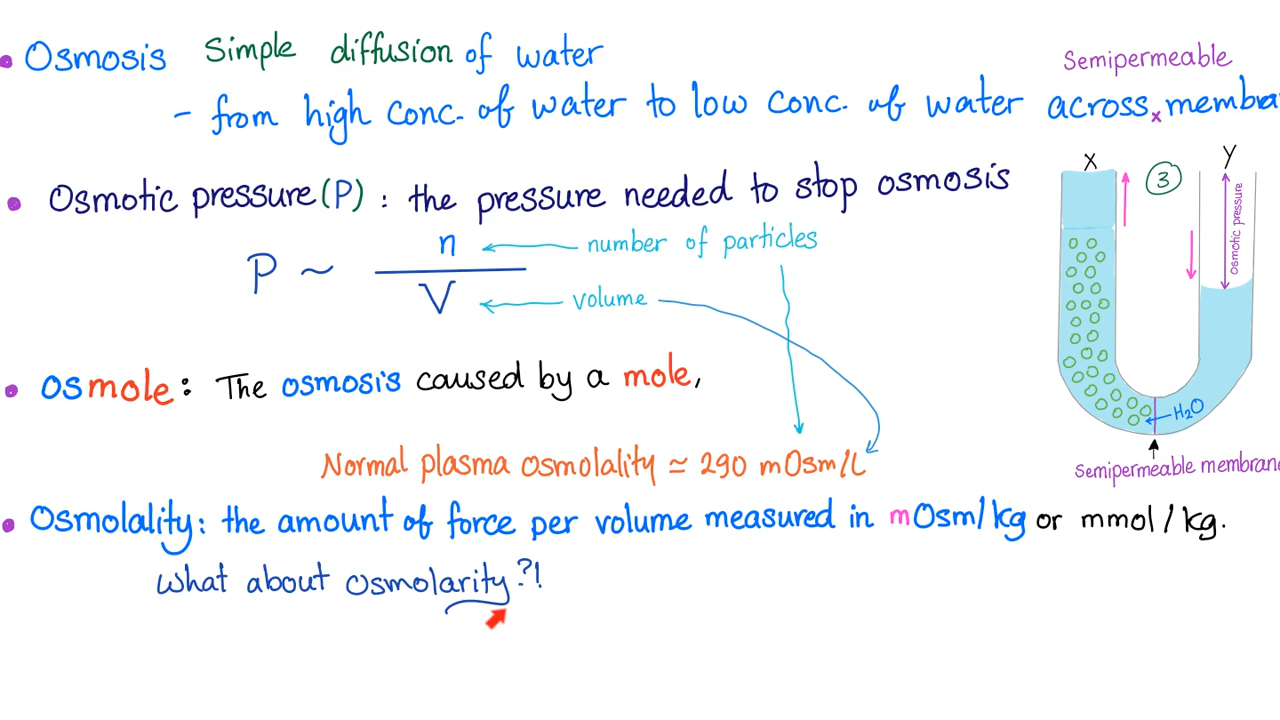 • Osmosis Simple diffusion of water
Semipermeable
- from high conc. of water to low conc. of water across x membra
• Osmotic pressure (P) : the pressure needed to stop osmosis
P ~ n / V
number of particles
volume
X
3
Y
Osmotic pressure
H2O
Semipermeable membrane
• Osmole: The osmosis caused by a mole,
Normal plasma osmolality ≃ 290 mOsm/L
• Osmolality: the amount of force per volume measured in mOsm/kg or mmol/kg.
What about osmolarity?!